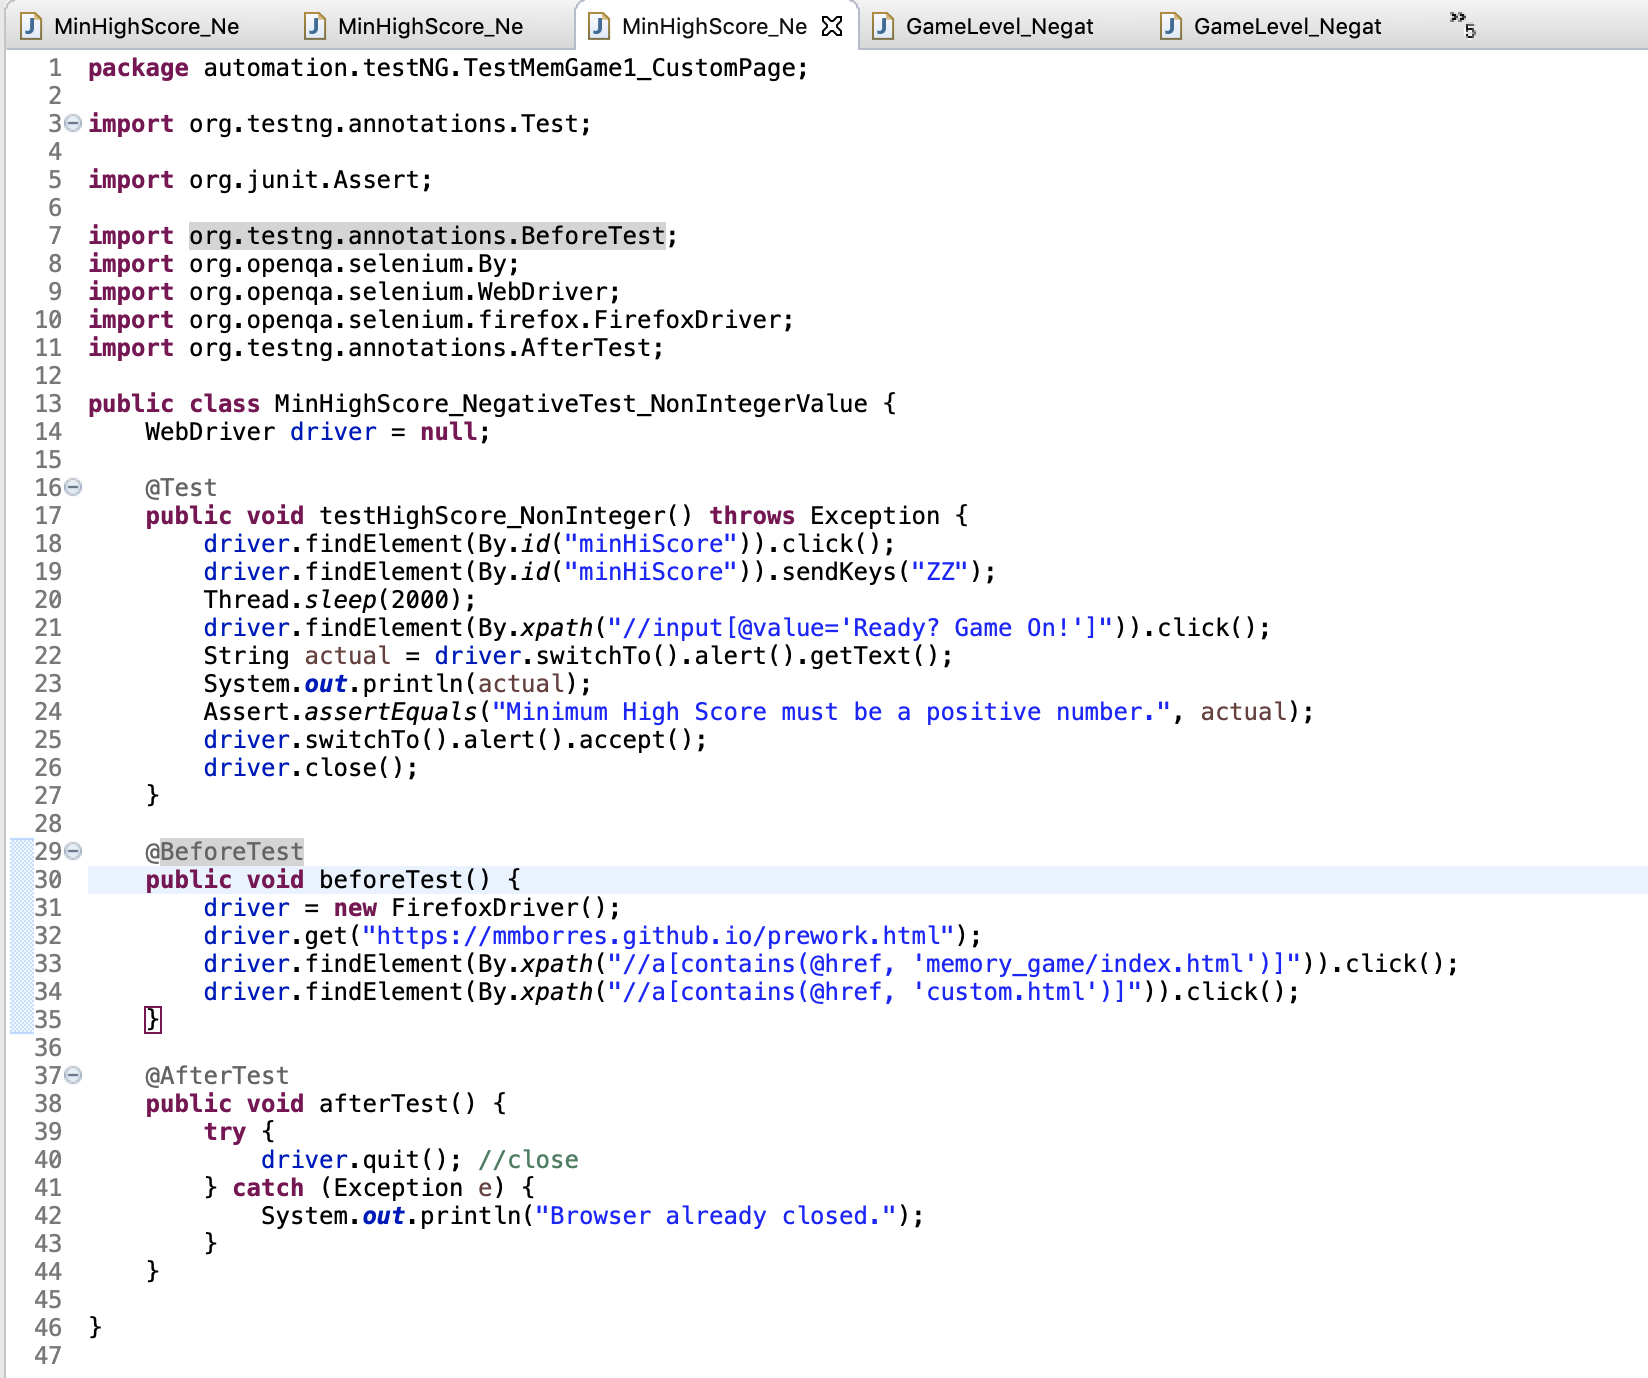 MinHighScore_Ne MinHighScore_Ne MinHighScore_Ne GameLevel_Negat GameLevel_Negat »5
1 package automation.testNG.TestMemGame1_CustomPage;
2
3 import org.testng.annotations.Test;
4
5 import org.junit.Assert;
6
7 import org.testng.annotations.BeforeTest;
8 import org.openqa.selenium.By;
9 import org.openqa.selenium.WebDriver;
10 import org.openqa.selenium.firefox.FirefoxDriver;
11 import org.testng.annotations.AfterTest;
12
13 public class MinHighScore_NegativeTest_NonIntegerValue {
14     WebDriver driver = null;
15
16     @Test
17     public void testHighScore_NonInteger() throws Exception {
18         driver.findElement(By.id("minHiScore")).click();
19         driver.findElement(By.id("minHiScore")).sendKeys("ZZ");
20         Thread.sleep(2000);
21         driver.findElement(By.xpath("//input[@value='Ready? Game On!']")).click();
22         String actual = driver.switchTo().alert().getText();
23         System.out.println(actual);
24         Assert.assertEquals("Minimum High Score must be a positive number.", actual);
25         driver.switchTo().alert().accept();
26         driver.close();
27     }
28
29     @BeforeTest
30     public void beforeTest() {
31         driver = new FirefoxDriver();
32         driver.get("https://mmborres.github.io/prework.html");
33         driver.findElement(By.xpath("//a[contains(@href, 'memory_game/index.html')]")).click();
34         driver.findElement(By.xpath("//a[contains(@href, 'custom.html')]")).click();
35     }
36
37     @AfterTest
38     public void afterTest() {
39         try {
40             driver.quit(); //close
41         } catch (Exception e) {
42             System.out.println("Browser already closed.");
43         }
44     }
45
46 }
47